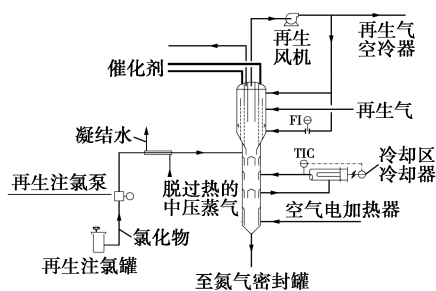 再生气
空冷器
再生
风机
催化剂
再生气
FI
凝结水
TIC
冷却区
冷却器
再生注氯泵
脱过热的
中压蒸气
空气电加热器
氯化物
再生注氯罐
至氮气密封罐